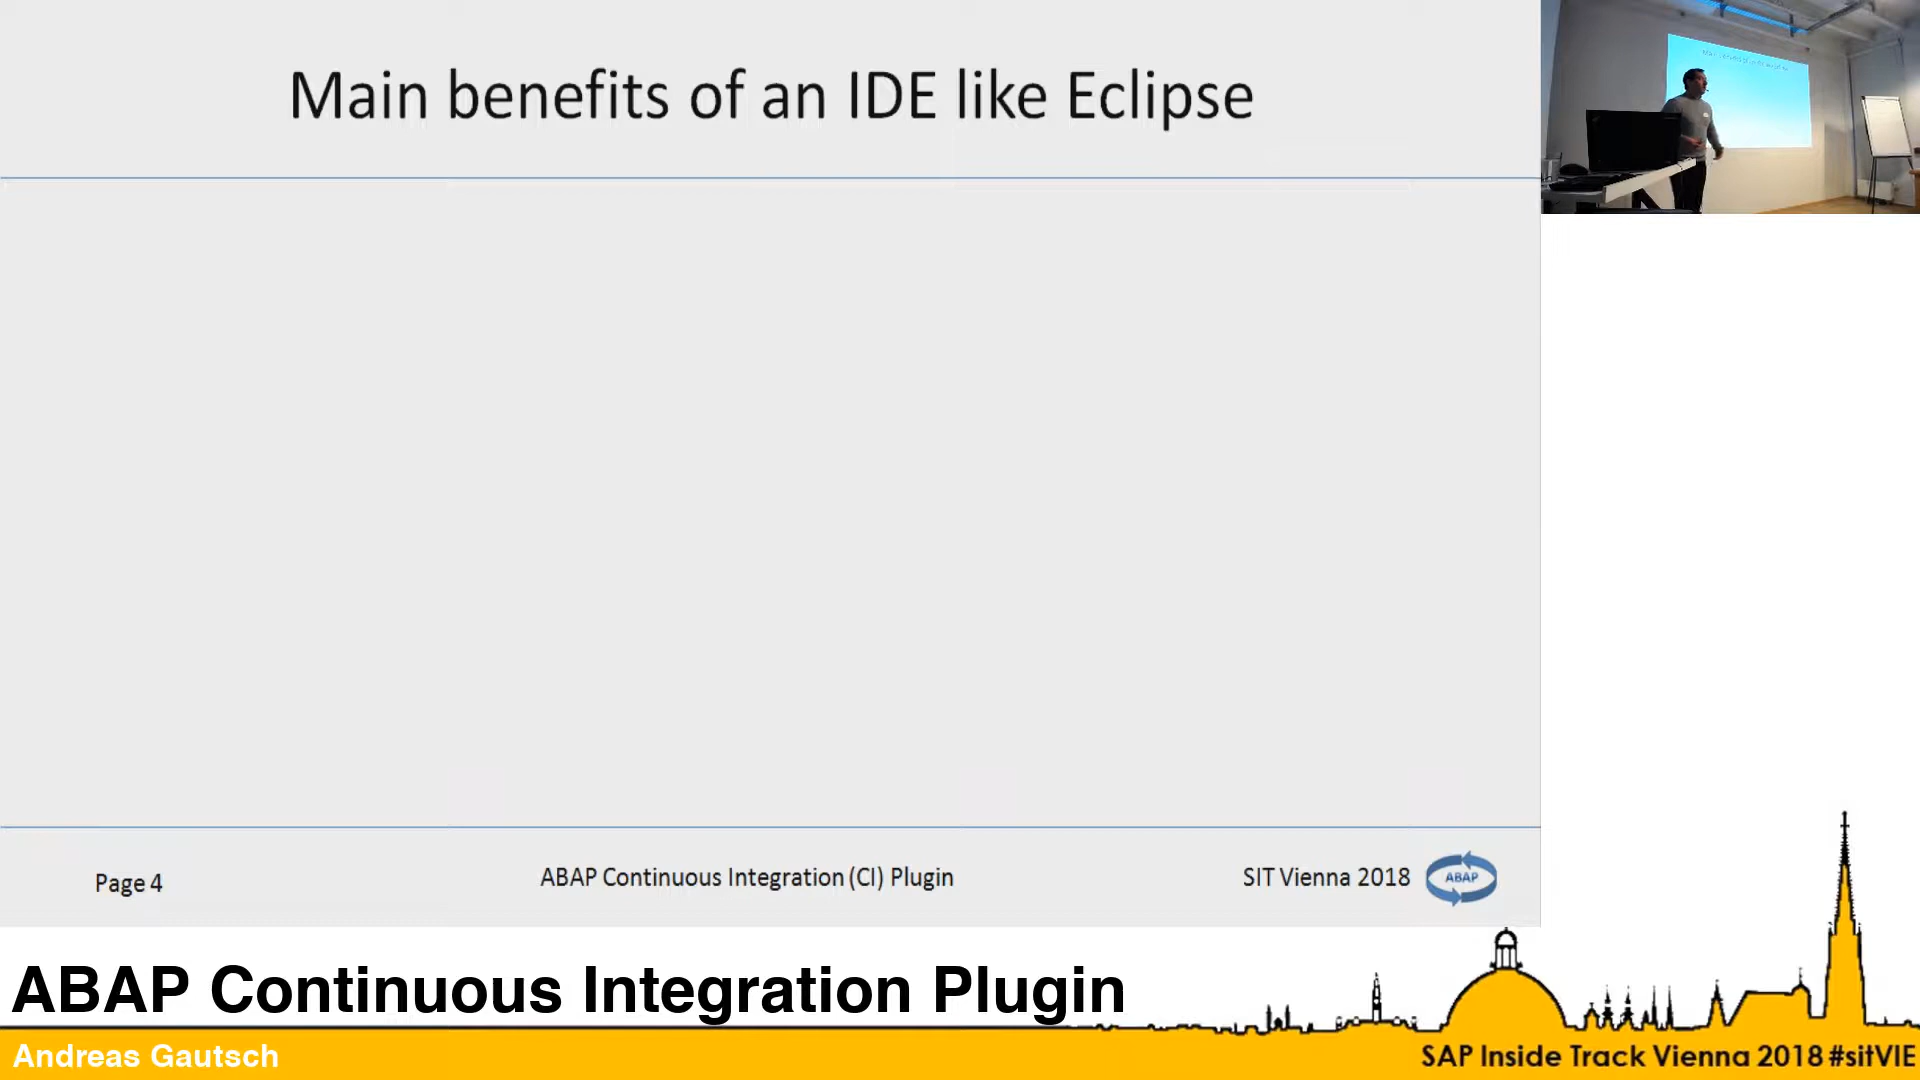 Main benefits of an IDE like Eclipse
Page 4
ABAP Continuous Integration (CI) Plugin
SIT Vienna 2018
ABAP
ABAP Continuous Integration Plugin
Andreas Gautsch
SAP Inside Track Vienna 2018 #sitVIE